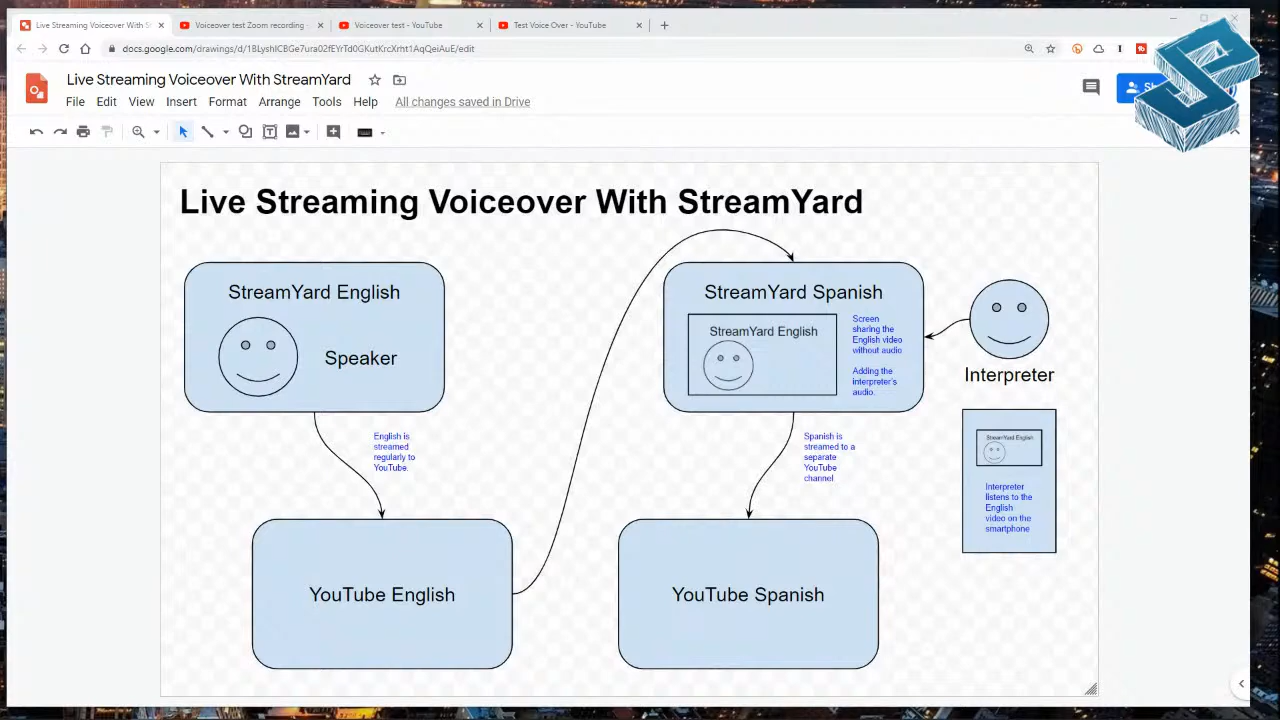 Live Streaming Voiceover With S
Voiceover test Zoom recording
Voiceover test - YouTube
Test Voice Over - YouTube
docs.google.com/drawings/d/1BLyshICBGe7ura02fEYrTd0GKutKrcXrht1AqQeiAuE/edit
Live Streaming Voiceover With StreamYard
File Edit View Insert Format Arrange Tools Help All changes saved in Drive
Live Streaming Voiceover With StreamYard
StreamYard English
Speaker
StreamYard Spanish
StreamYard English
Screen
sharing the
English video
without audio
Adding the
interpreter's
audio.
Interpreter
English is
streamed
regularly to
YouTube.
Spanish is
streamed to a
separate
YouTube
channel
StreamYard English
Interpreter
listens to the
English
video on the
smartphone
YouTube English
YouTube Spanish